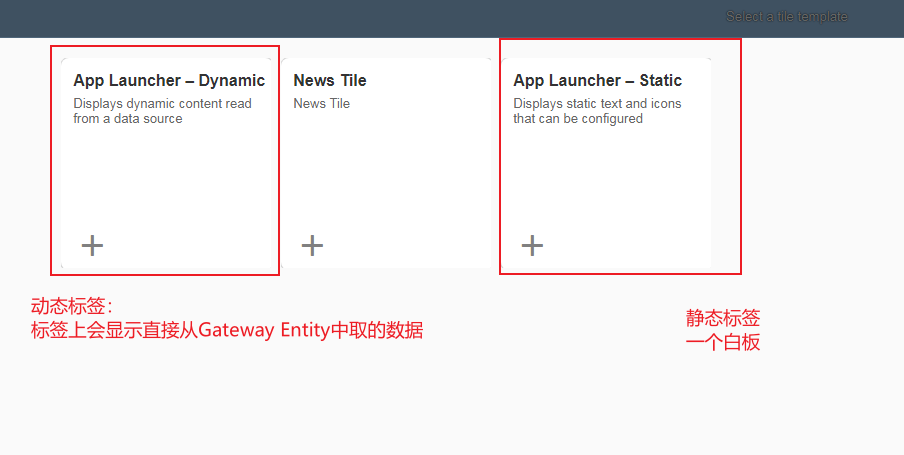 Select a tile template
App Launcher – Dynamic
Displays dynamic content read
from a data source
News Tile
News Tile
App Launcher – Static
Displays static text and icons
that can be configured
动态标签：
标签上会显示直接从Gateway Entity中取的数据
静态标签
一个白板